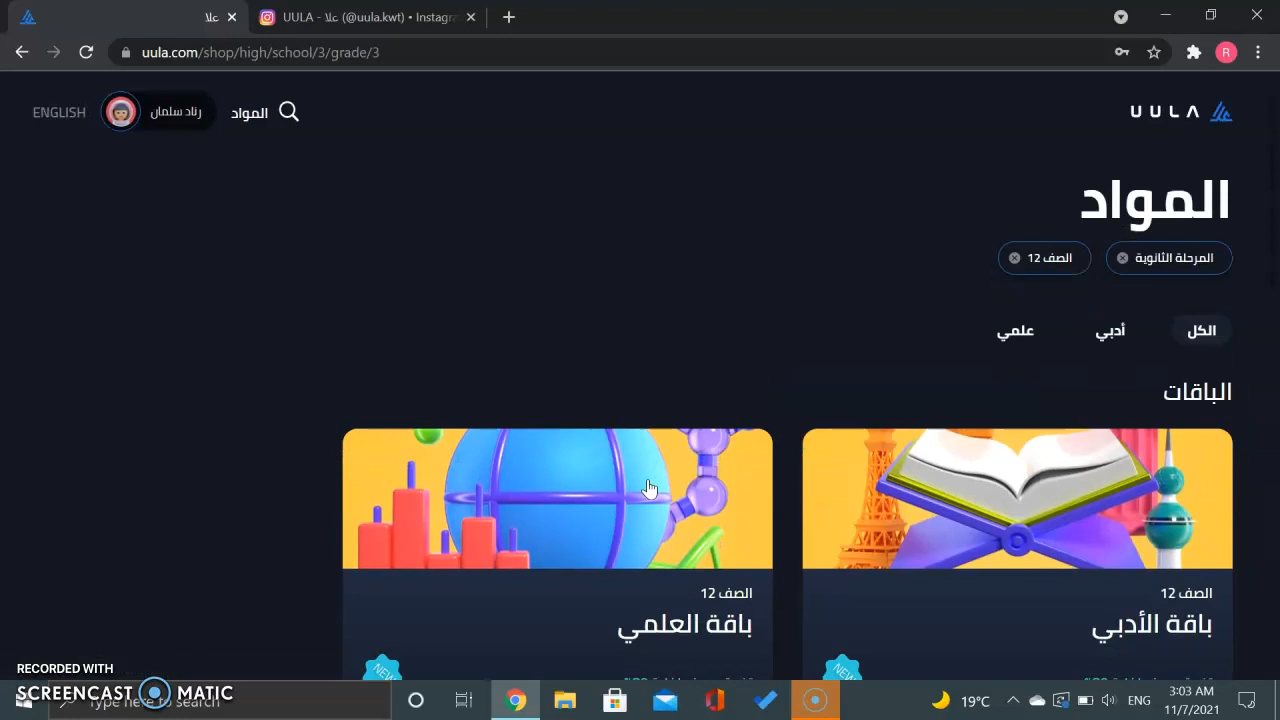 علا
UULA - علا (@uula.kwt) • Instagr
uula.com/shop/high/school/3/grade/3
R
ENGLISH
رناد سلمان
المواد
UULA
المواد
المرحلة الثانوية
الصف 12
الكل
أدبي
علمي
الباقات
الصف 12
باقة الأدبي
NEW
الصف 12
باقة العلمي
NEW
RECORDED WITH
SCREENCAST MATIC
Type here to search
19°C
ENG
3:03 AM
11/7/2021